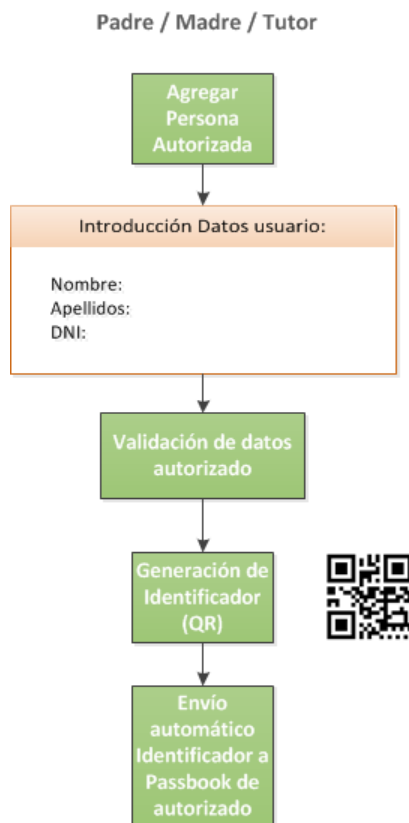 Padre / Madre / Tutor
Agregar
Persona
Autorizada
Introducción Datos usuario:
Nombre:
Apellidos:
DNI:
Validación de datos
autorizado
Generación de
Identificador
(QR)
Envío
automático
Identificador a
Passbook de
autorizado